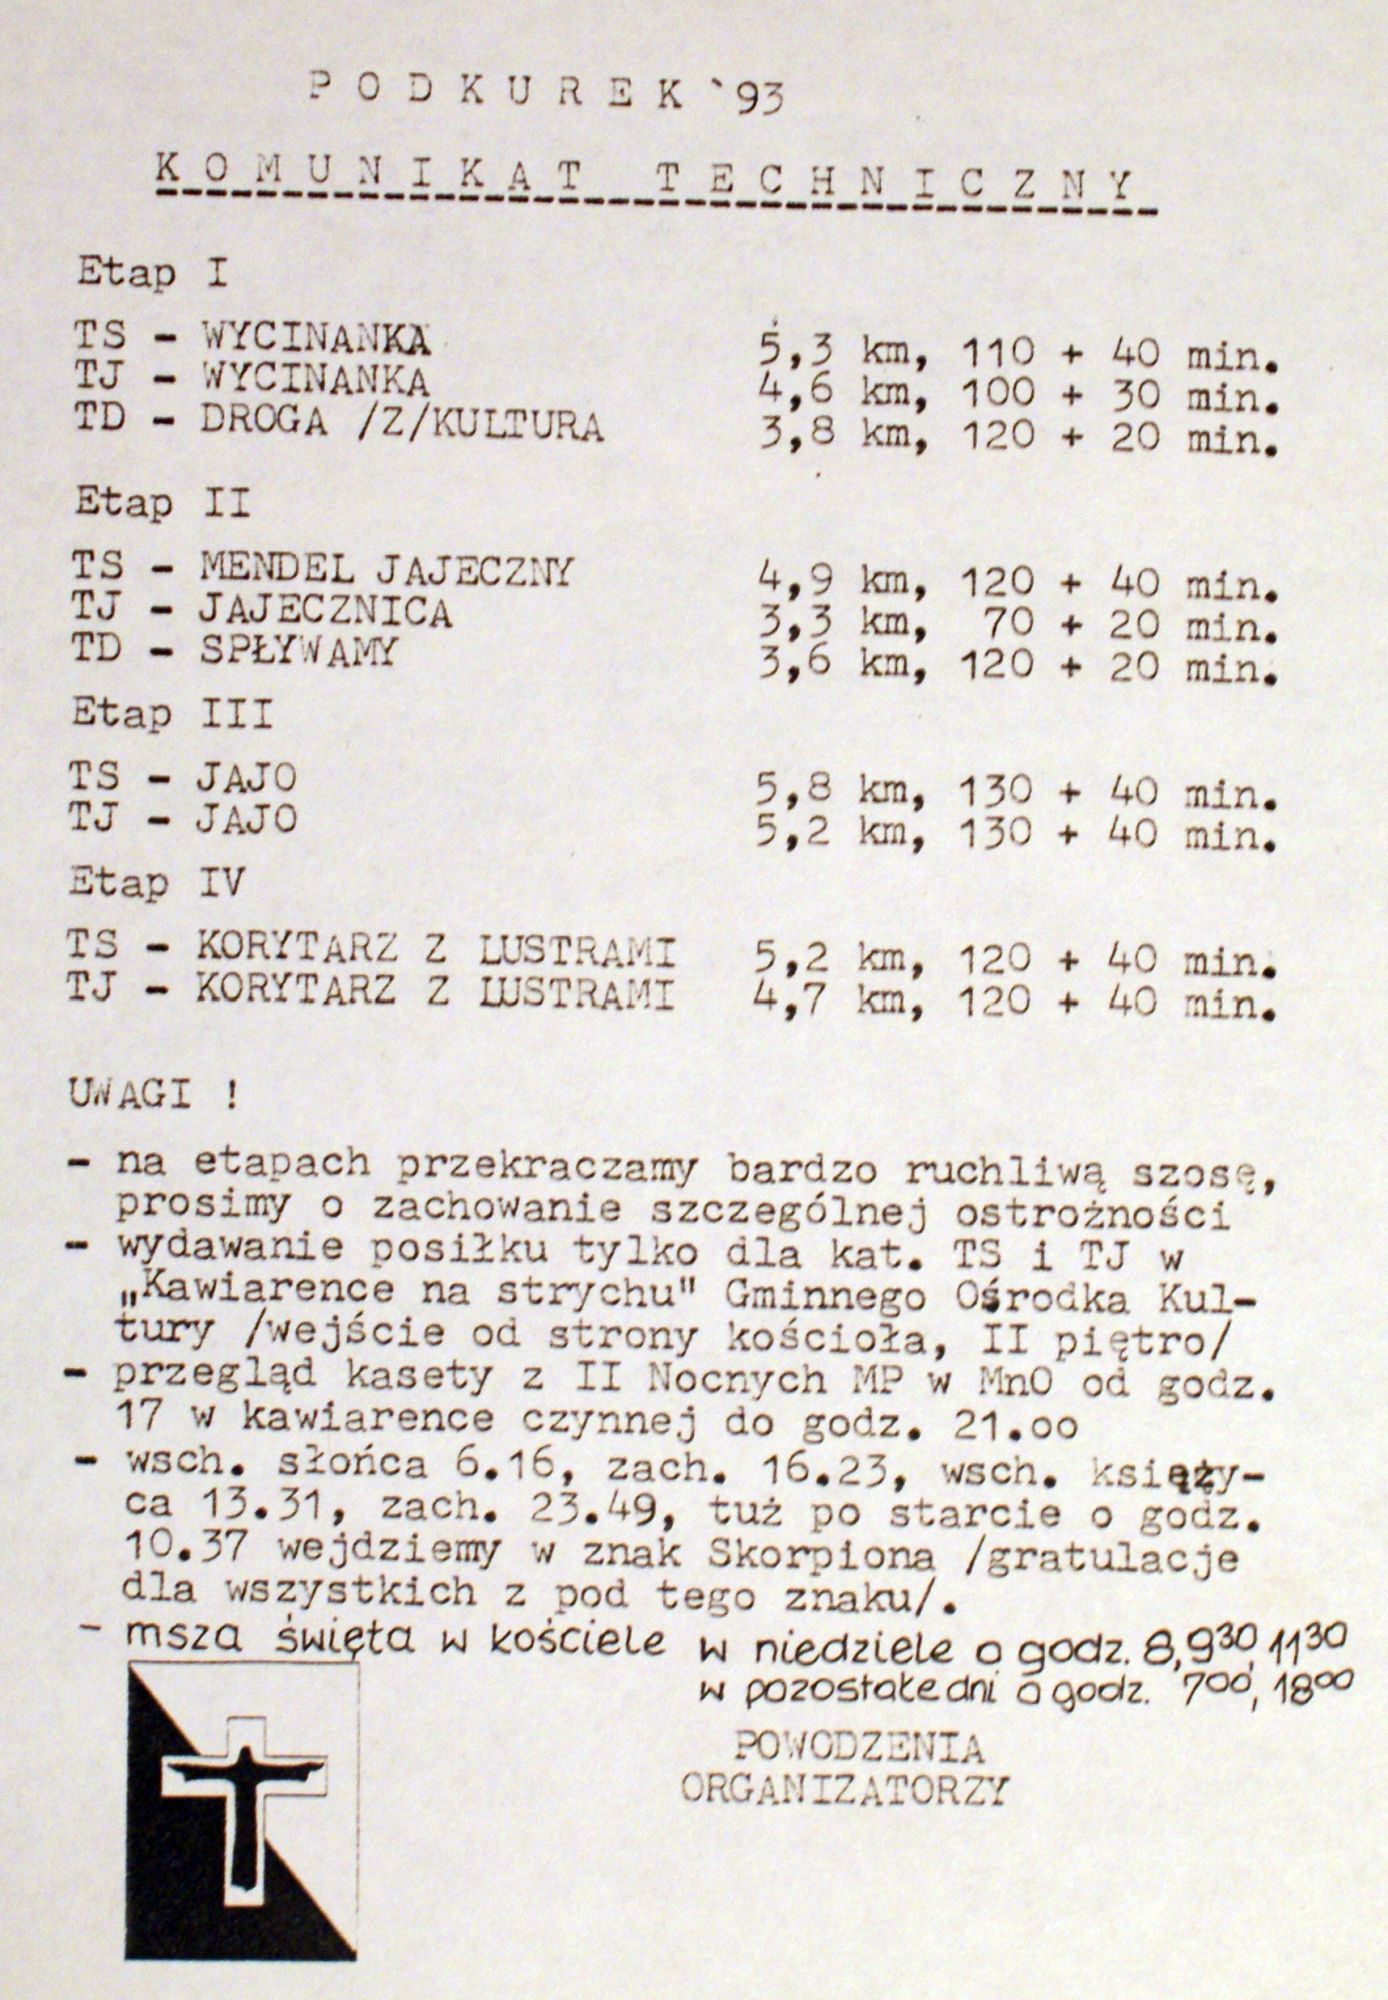 P O D K U R E K `93
K O M U N I K A T   T E C H N I C Z N Y
Etap I
TS - WYCINANKA 5,3 km, 110 + 40 min.
TJ - WYCINANKA 4,6 km, 100 + 30 min.
TD - DROGA /Z/KULTURA 3,8 km, 120 + 20 min.
Etap II
TS - MENDEL JAJECZNY 4,9 km, 120 + 40 min.
TJ - JAJECZNICA 3,3 km, 70 + 20 min.
TD - SPŁYWAMY 3,6 km, 120 + 20 min.
Etap III
TS - JAJO 5,8 km, 130 + 40 min.
TJ - JAJO 5,2 km, 130 + 40 min.
Etap IV
TS - KORYTARZ Z LUSTRAMI 5,2 km, 120 + 40 min.
TJ - KORYTARZ Z LUSTRAMI 4,7 km, 120 + 40 min.
UWAGI !
- na etapach przekraczamy bardzo ruchliwą szosę,
prosimy o zachowanie szczególnej ostrożności
- wydawanie posiłku tylko dla kat. TS i TJ w
„Kawiarence na strychu" Gminnego Ośrodka Kul-
tury /wejście od strony kościoła, II piętro/
- przegląd kasety z II Nocnych MP w MnO od godz.
17 w kawiarence czynnej do godz. 21.oo
- wsch. słońca 6.16, zach. 16.23, wsch. księży-
ca 13.31, zach. 23.49, tuż po starcie o godz.
10.37 wejdziemy w znak Skorpiona /gratulacje
dla wszystkich z pod tego znaku/.
- msza święta w kościele w niedziele o godz. 8, 9³⁰, 11³⁰
w pozostałe dni o godz. 7⁰⁰, 18⁰⁰
POWODZENIA
ORGANIZATORZY